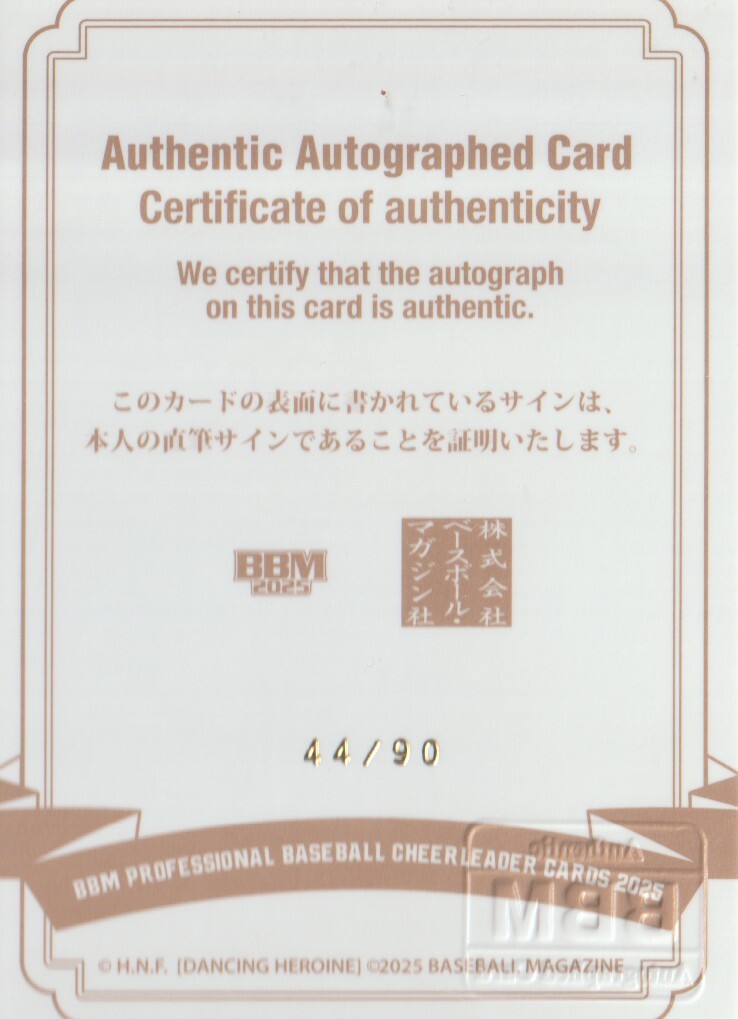 Authentic Autographed Card
Certificate of authenticity
We certify that the autograph
on this card is authentic.
このカードの表面に書かれているサインは、
本人の直筆サインであることを証明いたします。
BBM
2025
株式会社
ベースボール・
マガジン社
44/90
BBM PROFESSIONAL BASEBALL CHEERLEADER CARDS 2025
Authentic
BBM
© H.N.F. [DANCING HEROINE] ©2025 BASEBALL MAGAZINE